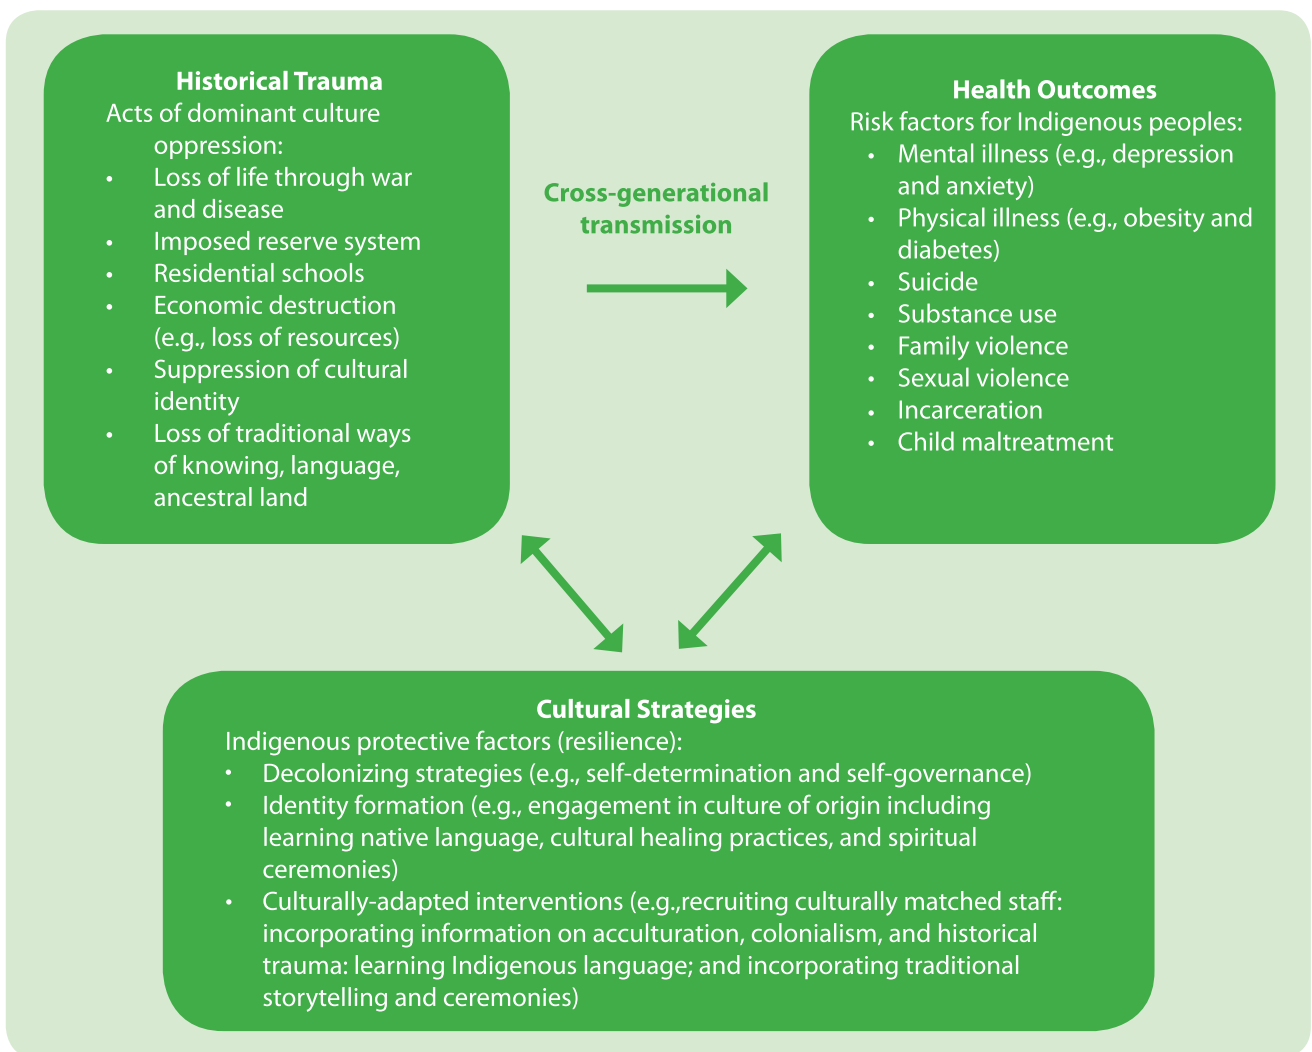 Historical Trauma
Acts of dominant culture
oppression:
• Loss of life through war
and disease
• Imposed reserve system
• Residential schools
• Economic destruction
(e.g., loss of resources)
• Suppression of cultural
identity
• Loss of traditional ways
of knowing, language,
ancestral land
Cross-generational
transmission
Health Outcomes
Risk factors for Indigenous peoples:
• Mental illness (e.g., depression
and anxiety)
• Physical illness (e.g., obesity and
diabetes)
• Suicide
• Substance use
• Family violence
• Sexual violence
• Incarceration
• Child maltreatment
Cultural Strategies
Indigenous protective factors (resilience):
• Decolonizing strategies (e.g., self-determination and self-governance)
• Identity formation (e.g., engagement in culture of origin including
learning native language, cultural healing practices, and spiritual
ceremonies)
• Culturally-adapted interventions (e.g.,recruiting culturally matched staff:
incorporating information on acculturation, colonialism, and historical
trauma: learning Indigenous language; and incorporating traditional
storytelling and ceremonies)